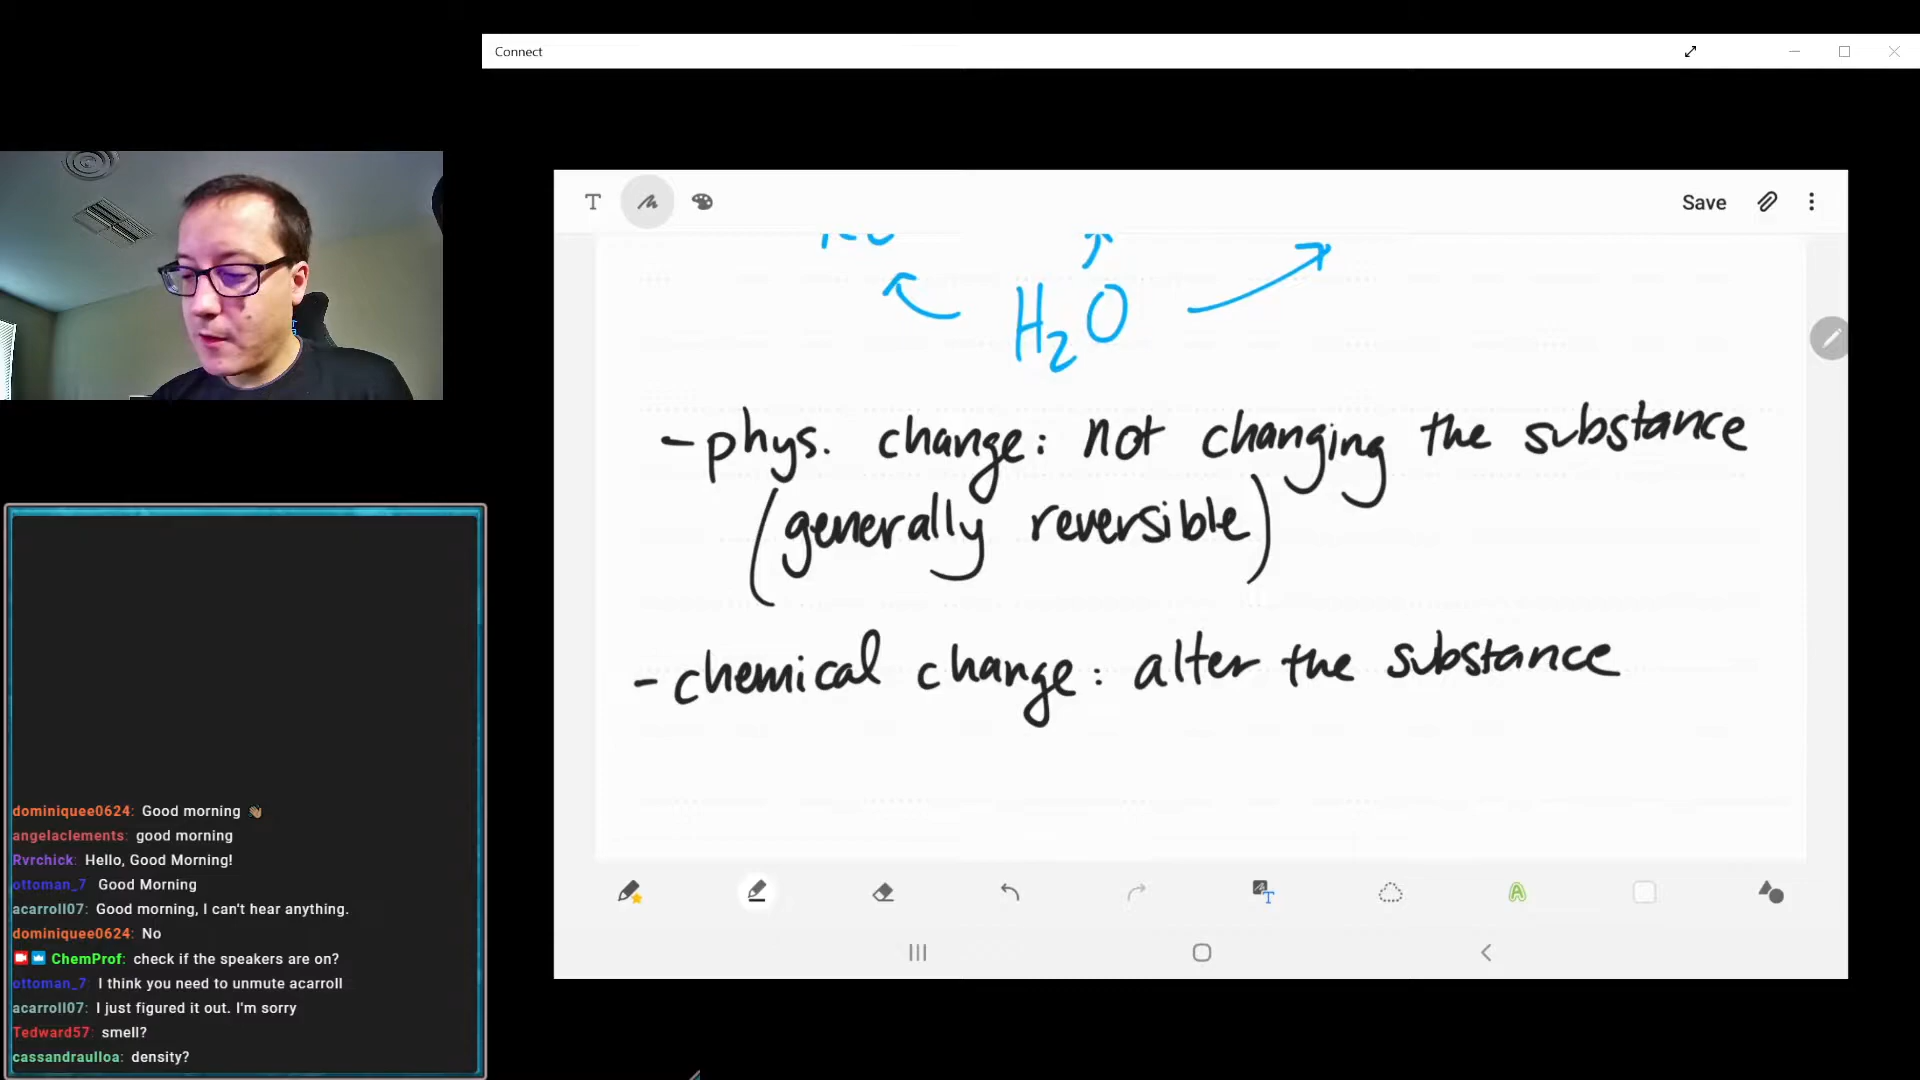 Connect
T
Save
H2O
- phys. change: not changing the substance
(generally reversible)
- chemical change: alter the substance
dominiquee0624: Good morning 👋🏽
angelaclements: good morning
Rvrchick: Hello, Good Morning!
ottoman_7 Good Morning
acarroll07: Good morning, I can't hear anything.
dominiquee0624: No
ChemProf: check if the speakers are on?
ottoman_7 I think you need to unmute acarroll
acarroll07: I just figured it out. I'm sorry
Tedward57: smell?
cassandraulloa: density?